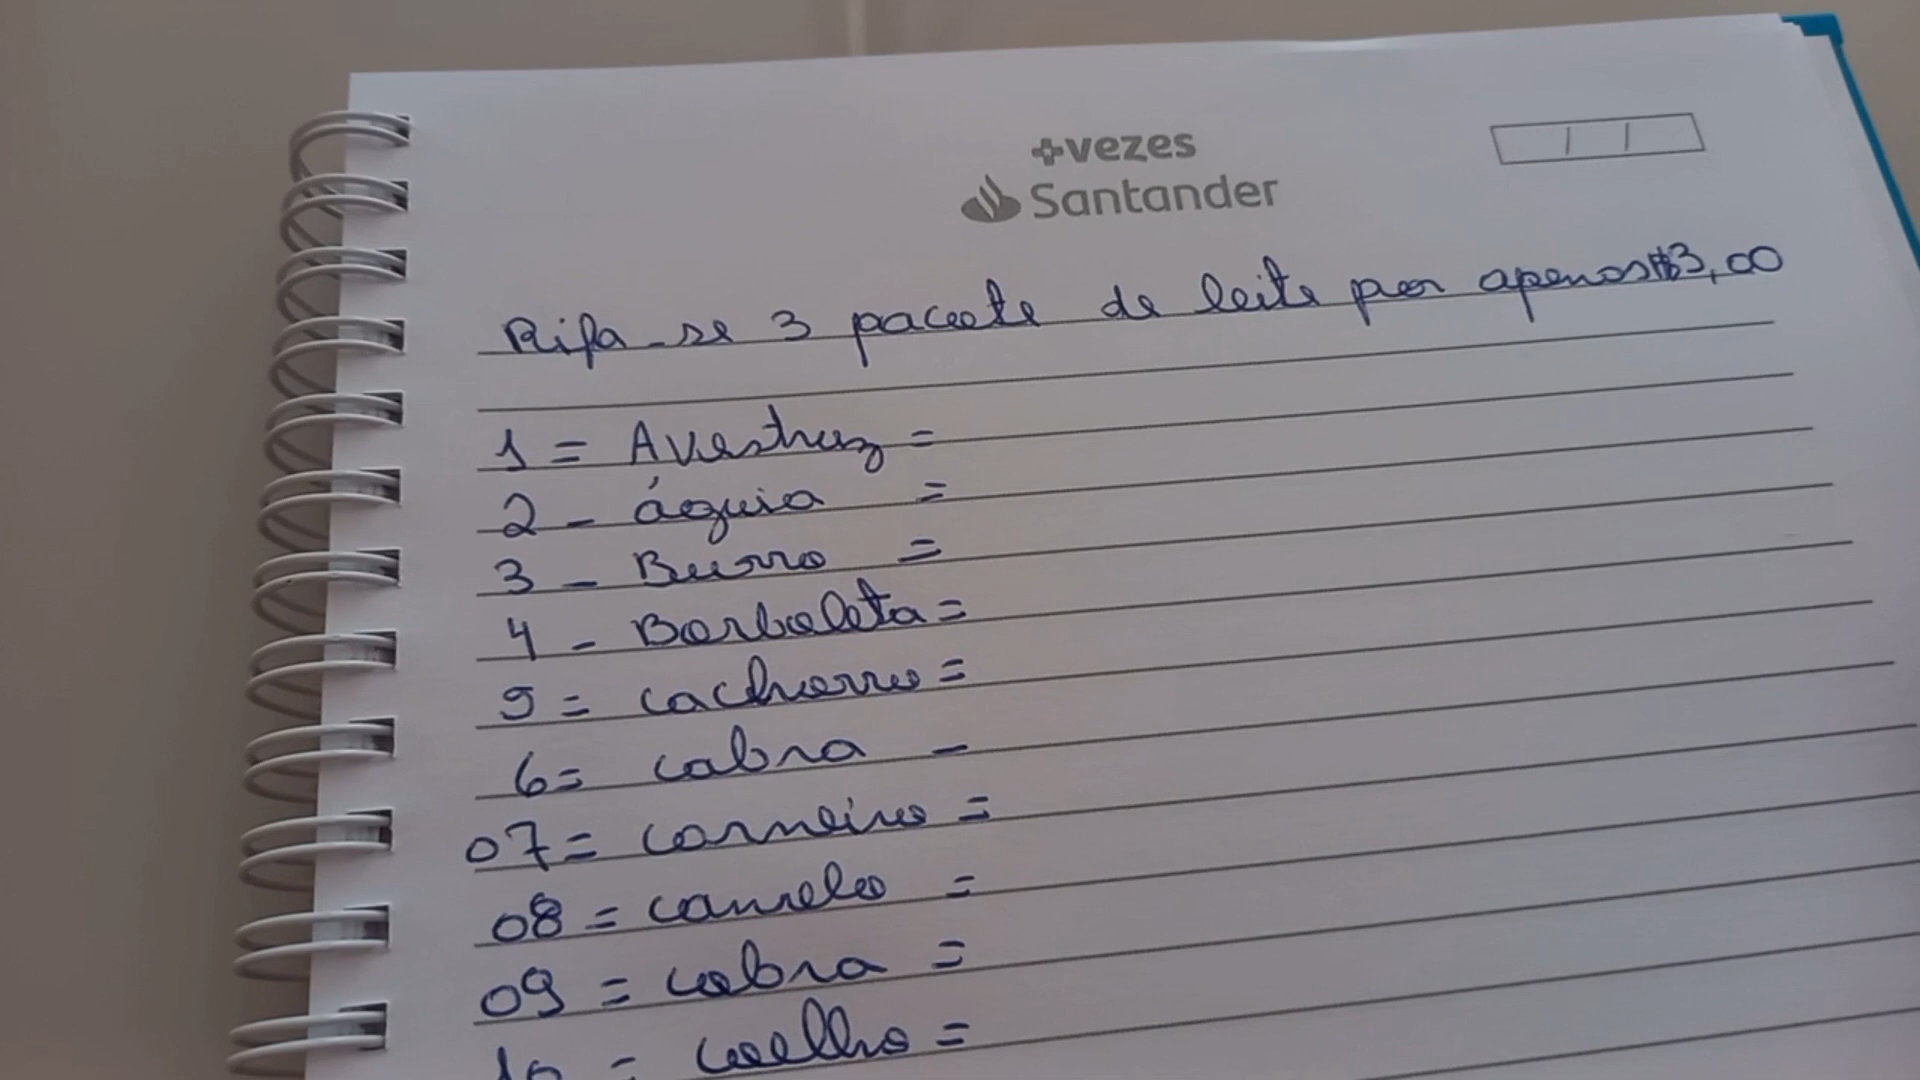 +vezes
Santander
Rifa-se 3 pacote de leite por apenas R$3,00
1 = Avestruz =
2 - águia =
3 - Burro =
4 - Borboleta =
5 = cachorro =
6 = cabra -
07 = carneiro =
08 = camelo =
09 = cobra =
10 = coelho =